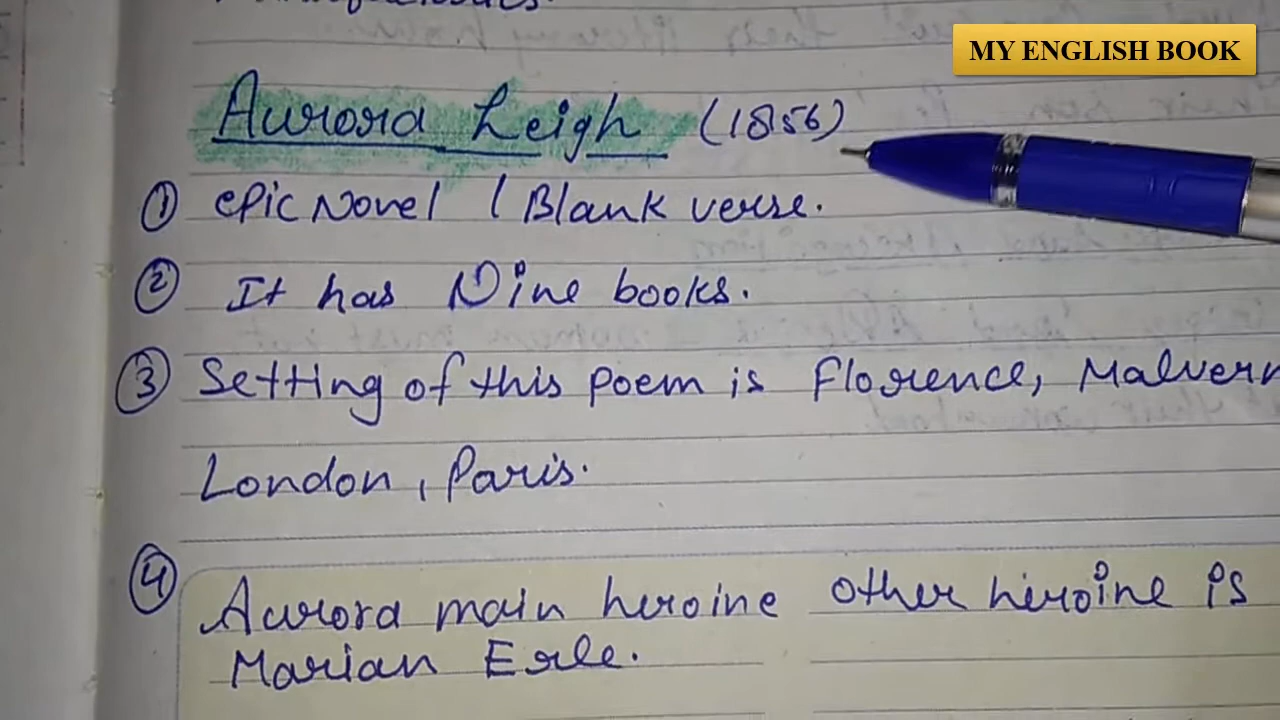 MY ENGLISH BOOK
Aurora Leigh (1856)
① epic Novel / Blank verse.
② It has Nine books.
③ Setting of this poem is Florence, Malvern
London, Paris.
④ Aurora main heroine other heroine is
Marian Erle.